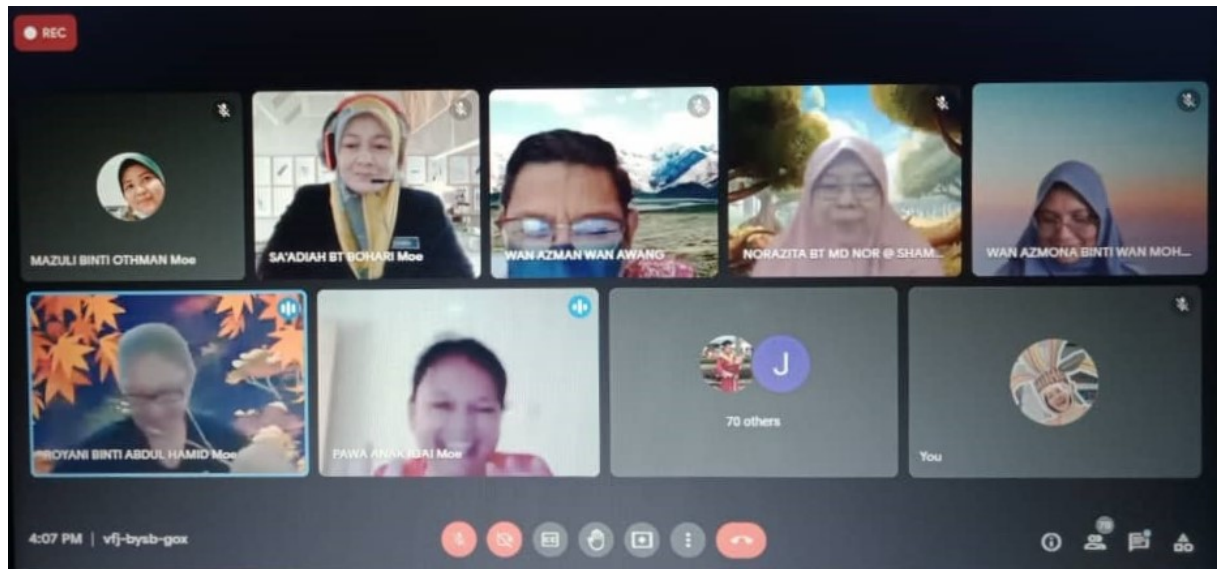 REC
MAZULI BINTI OTHMAN Moe
SA'ADIAH BT BOHARI Moe
WAN AZMAN WAN AWANG
NORAZITA BT MD NOR @ SHAM...
WAN AZMONA BINTI WAN MOH...
ROYANI BINTI ABDUL HAMID Moe
PAWA ANAK IGAI Moe
J
70 others
You
4:07 PM | vfj-bysb-gox
CC
79